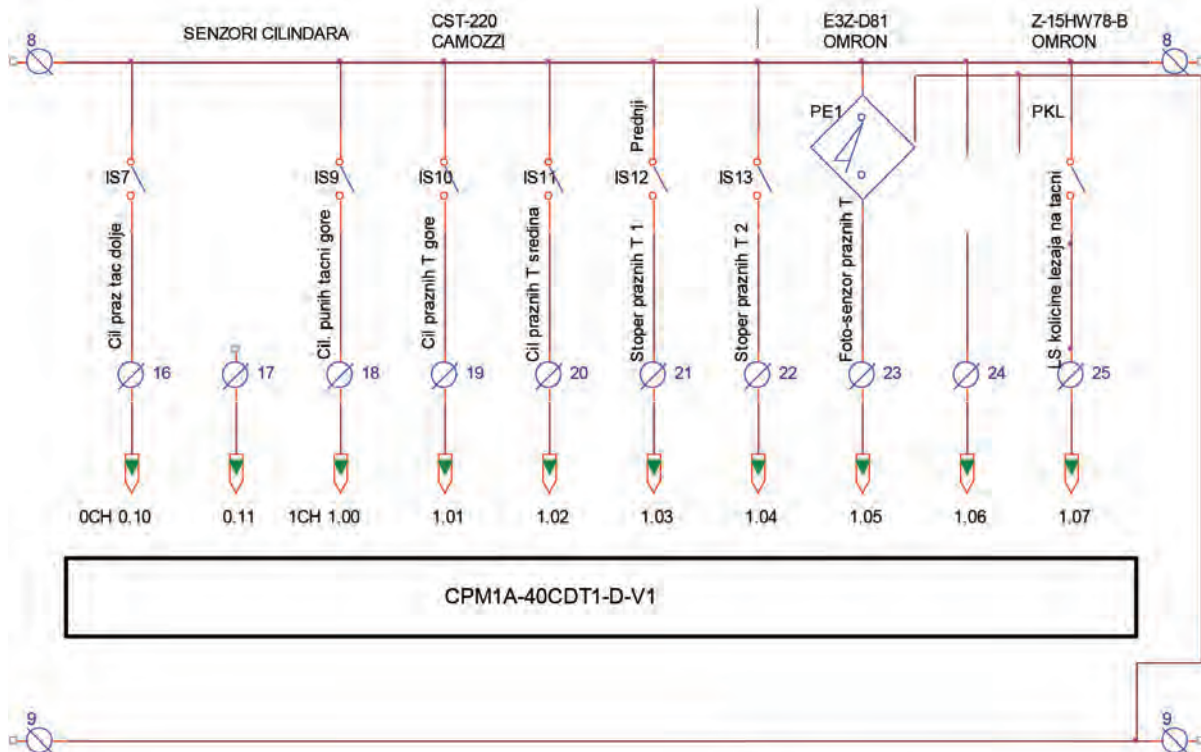 SENZORI CILINDARA
CST-220
CAMOZZI
E3Z-D81
OMRON
Z-15HW78-B
OMRON
8
8
Prednji
PE1
PKL
IS7
IS9
IS10
IS11
IS12
IS13
Cil praz tac dolje
Cil. punih tacni gore
Cil praznih T gore
Cil praznih T sredina
Stoper praznih T 1
Stoper praznih T 2
Foto-senzor praznih T
LS kolicine lezaja na tacni
16
17
18
19
20
21
22
23
24
25
0CH 0.10
0.11
1CH 1.00
1.01
1.02
1.03
1.04
1.05
1.06
1.07
CPM1A-40CDT1-D-V1
9
9